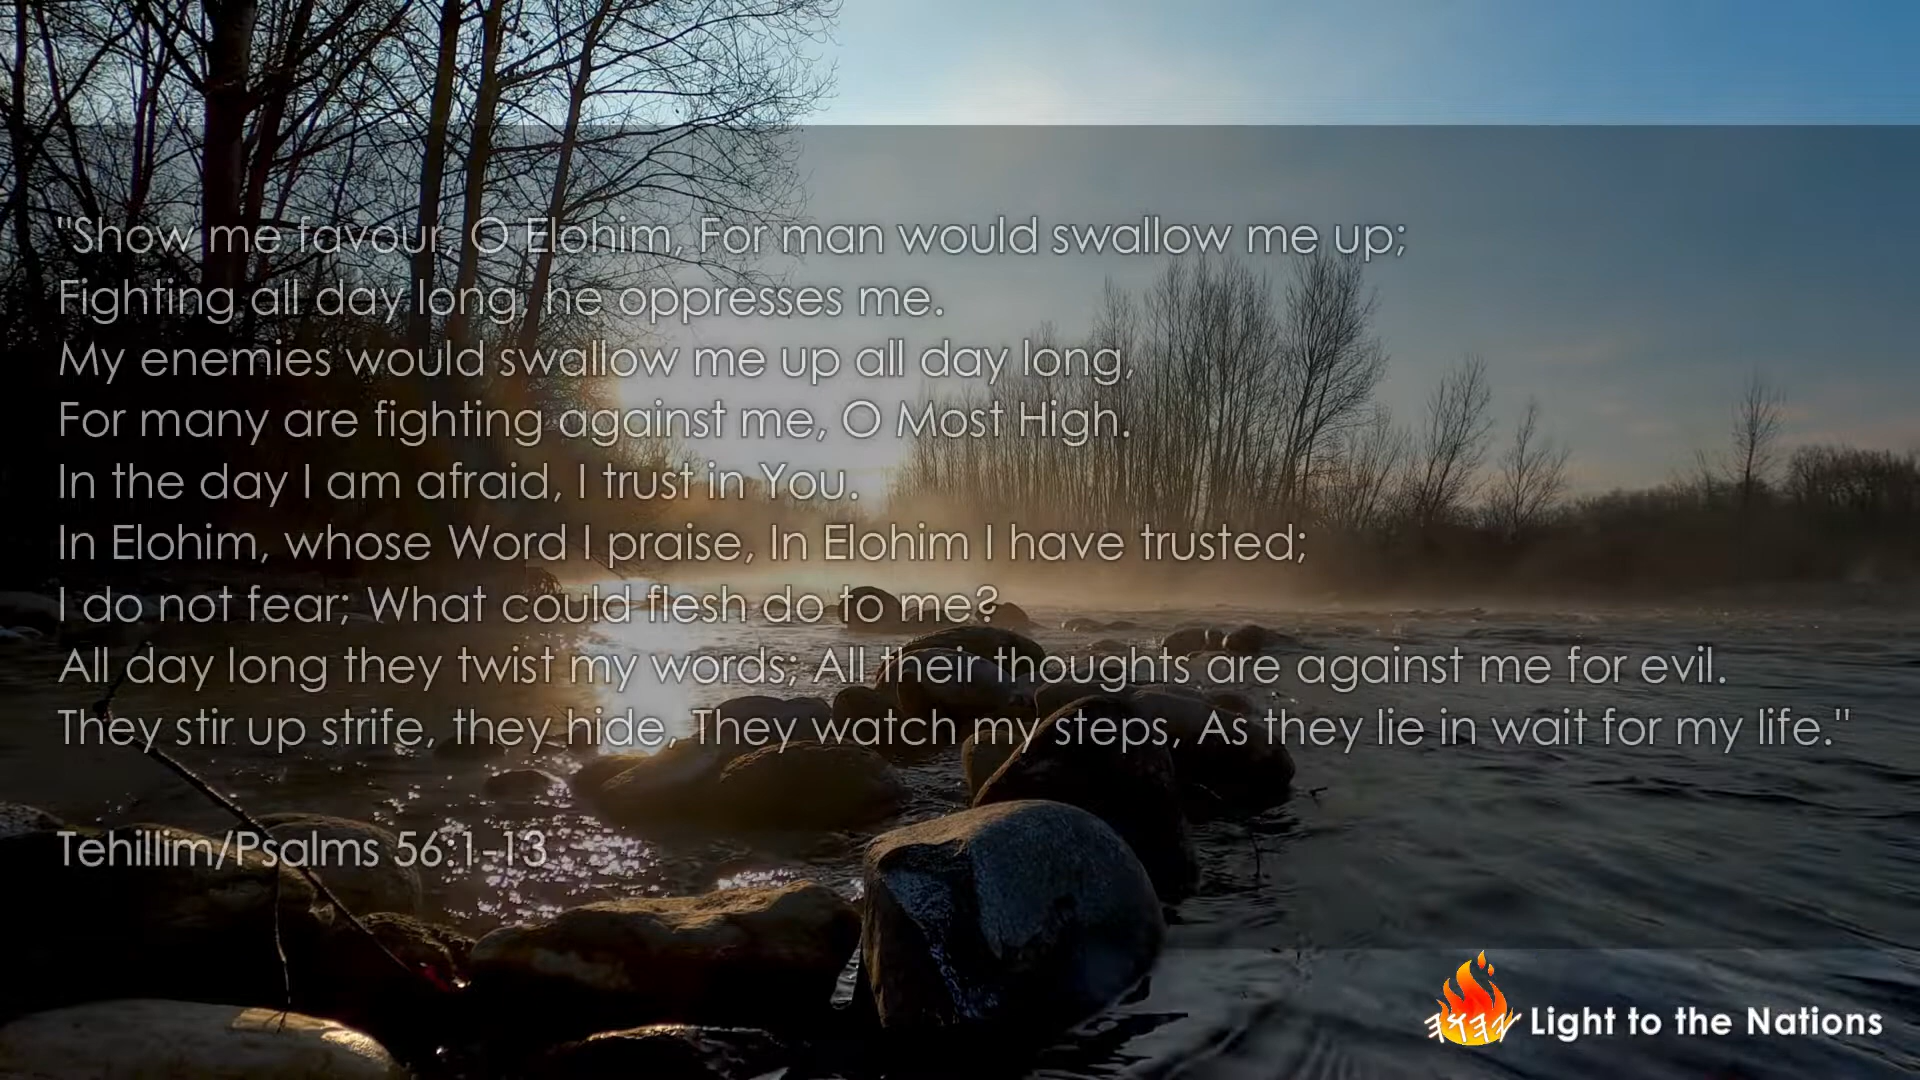 "Show me favour, O Elohim, For man would swallow me up;
Fighting all day long, he oppresses me.
My enemies would swallow me up all day long,
For many are fighting against me, O Most High.
In the day I am afraid, I trust in You.
In Elohim, whose Word I praise, In Elohim I have trusted;
I do not fear; What could flesh do to me?
All day long they twist my words; All their thoughts are against me for evil.
They stir up strife, they hide, They watch my steps, As they lie in wait for my life."
Tehillim/Psalms 56:1-13
𐤉𐤄𐤅𐤄 Light to the Nations